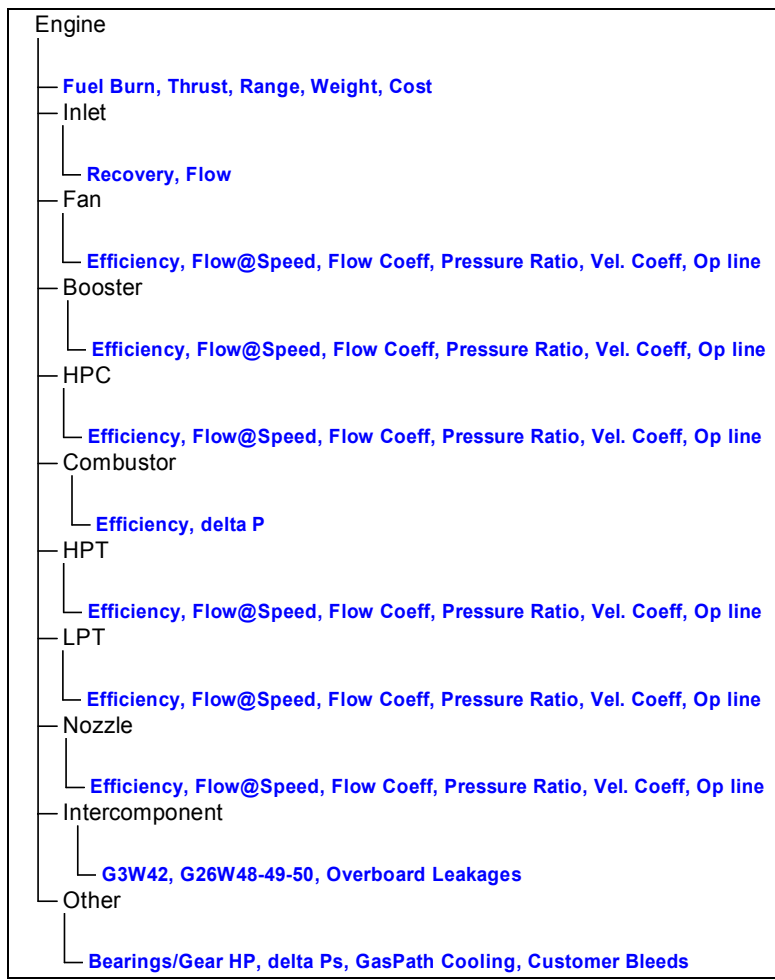 Engine
Fuel Burn, Thrust, Range, Weight, Cost
Inlet
Recovery, Flow
Fan
Efficiency, Flow@Speed, Flow Coeff, Pressure Ratio, Vel. Coeff, Op line
Booster
Efficiency, Flow@Speed, Flow Coeff, Pressure Ratio, Vel. Coeff, Op line
HPC
Efficiency, Flow@Speed, Flow Coeff, Pressure Ratio, Vel. Coeff, Op line
Combustor
Efficiency, delta P
HPT
Efficiency, Flow@Speed, Flow Coeff, Pressure Ratio, Vel. Coeff, Op line
LPT
Efficiency, Flow@Speed, Flow Coeff, Pressure Ratio, Vel. Coeff, Op line
Nozzle
Efficiency, Flow@Speed, Flow Coeff, Pressure Ratio, Vel. Coeff, Op line
Intercomponent
G3W42, G26W48-49-50, Overboard Leakages
Other
Bearings/Gear HP, delta Ps, GasPath Cooling, Customer Bleeds